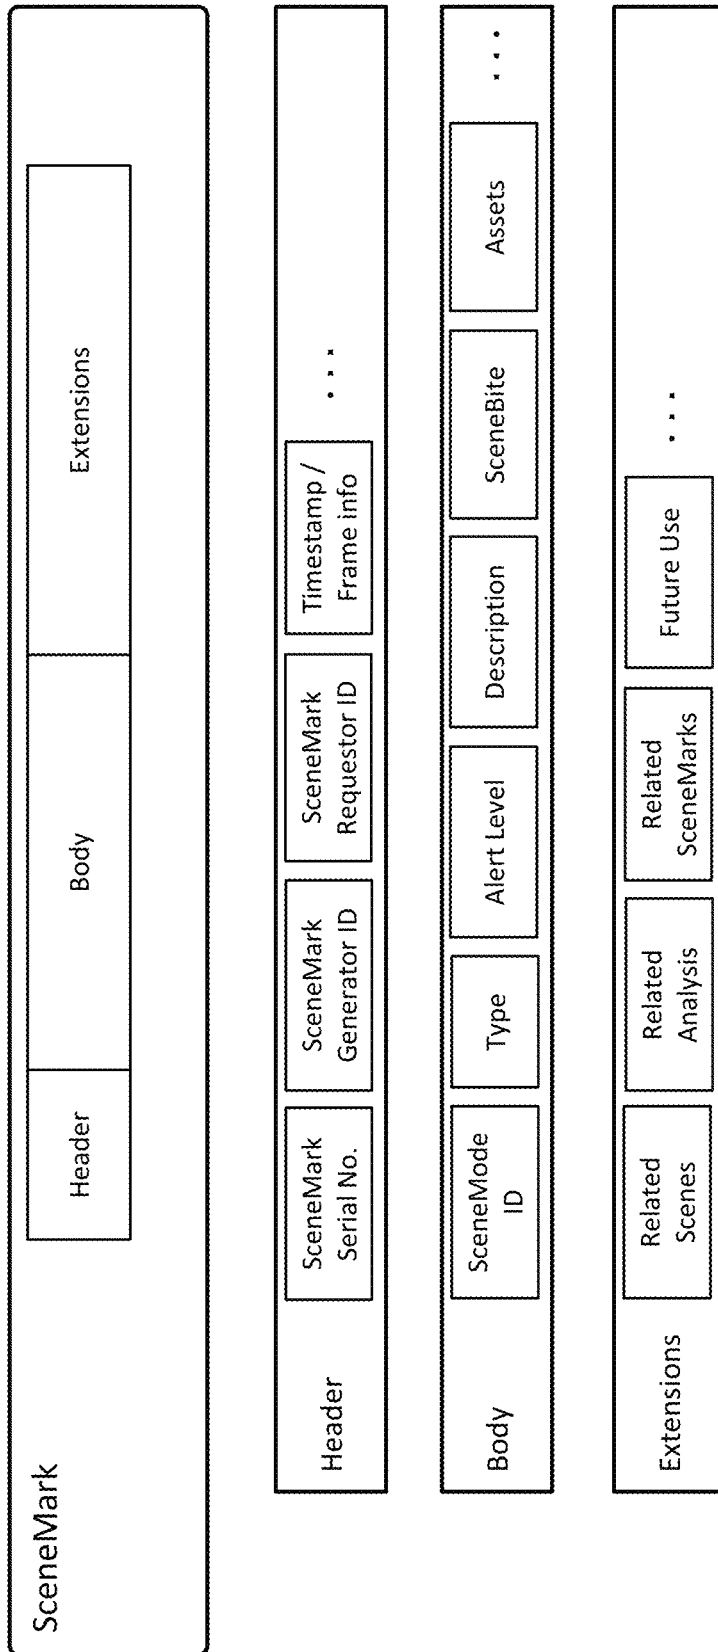 SceneMark
Header
Body
Extensions
Header
SceneMark
Serial No.
SceneMark
Generator ID
SceneMark
Requestor ID
Timestamp /
Frame info
...
Body
SceneMode
ID
Type
Alert Level
Description
SceneBite
Assets
...
Extensions
Related
Scenes
Related
Analysis
Related
SceneMarks
Future Use
...